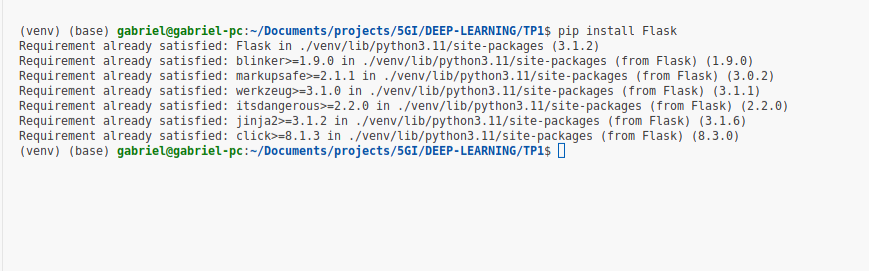 (venv) (base) gabriel@gabriel-pc:~/Documents/projects/5GI/DEEP-LEARNING/TP1$ pip install Flask
Requirement already satisfied: Flask in ./venv/lib/python3.11/site-packages (3.1.2)
Requirement already satisfied: blinker>=1.9.0 in ./venv/lib/python3.11/site-packages (from Flask) (1.9.0)
Requirement already satisfied: markupsafe>=2.1.1 in ./venv/lib/python3.11/site-packages (from Flask) (3.0.2)
Requirement already satisfied: werkzeug>=3.1.0 in ./venv/lib/python3.11/site-packages (from Flask) (3.1.1)
Requirement already satisfied: itsdangerous>=2.2.0 in ./venv/lib/python3.11/site-packages (from Flask) (2.2.0)
Requirement already satisfied: jinja2>=3.1.2 in ./venv/lib/python3.11/site-packages (from Flask) (3.1.6)
Requirement already satisfied: click>=8.1.3 in ./venv/lib/python3.11/site-packages (from Flask) (8.3.0)
(venv) (base) gabriel@gabriel-pc:~/Documents/projects/5GI/DEEP-LEARNING/TP1$